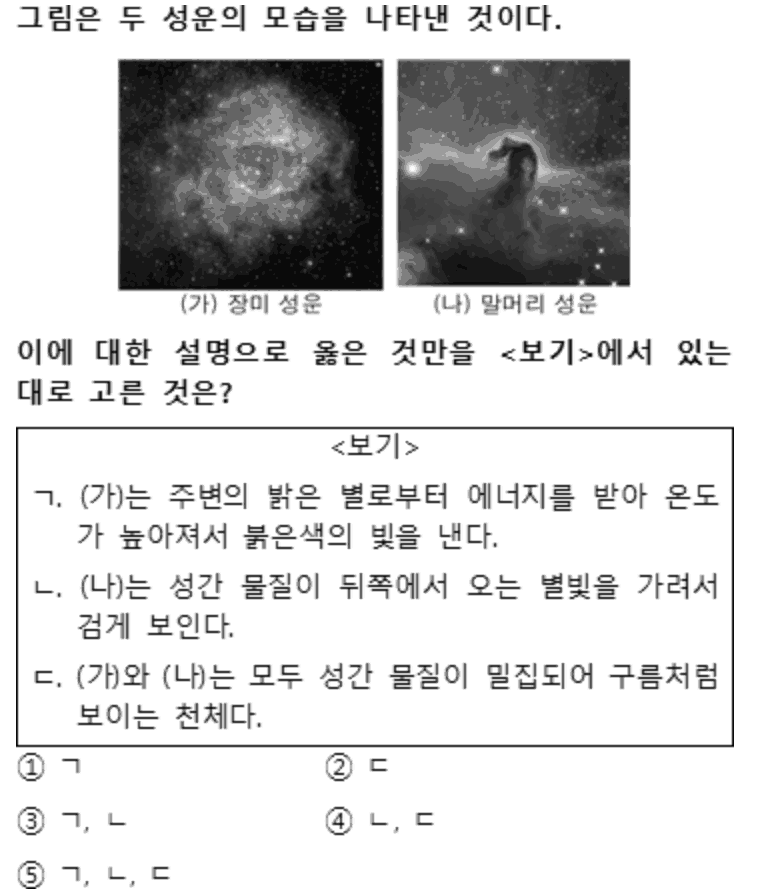 그림은 두 성운의 모습을 나타낸 것이다.
(가) 장미 성운
(나) 말머리 성운
이에 대한 설명으로 옳은 것만을 <보기>에서 있는
대로 고른 것은?
<보기>
ㄱ. (가)는 주변의 밝은 별로부터 에너지를 받아 온도
가 높아져서 붉은색의 빛을 낸다.
ㄴ. (나)는 성간 물질이 뒤쪽에서 오는 별빛을 가려서
검게 보인다.
ㄷ. (가)와 (나)는 모두 성간 물질이 밀집되어 구름처럼
보이는 천체다.
① ㄱ
② ㄷ
③ ㄱ, ㄴ
④ ㄴ, ㄷ
⑤ ㄱ, ㄴ, ㄷ